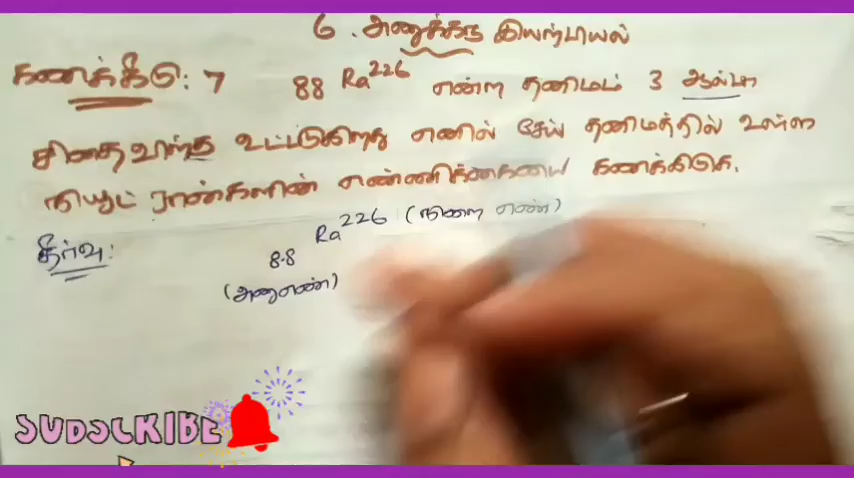 6. அணுக்கரு இயற்பியல்
கணக்கீடு: 7 88 Ra226 என்ற தனிமம் 3 ஆல்பா
சிதைவிற்கு உட்படுகிறது எனில் சேய் தனிமத்தில் உள்ள
நியூட்ரான்களின் எண்ணிக்கையை கணக்கிடுக.
தீர்வு: 88 Ra226 (நிறை எண்)
(அணுஎண்)
SUBSCRIBE